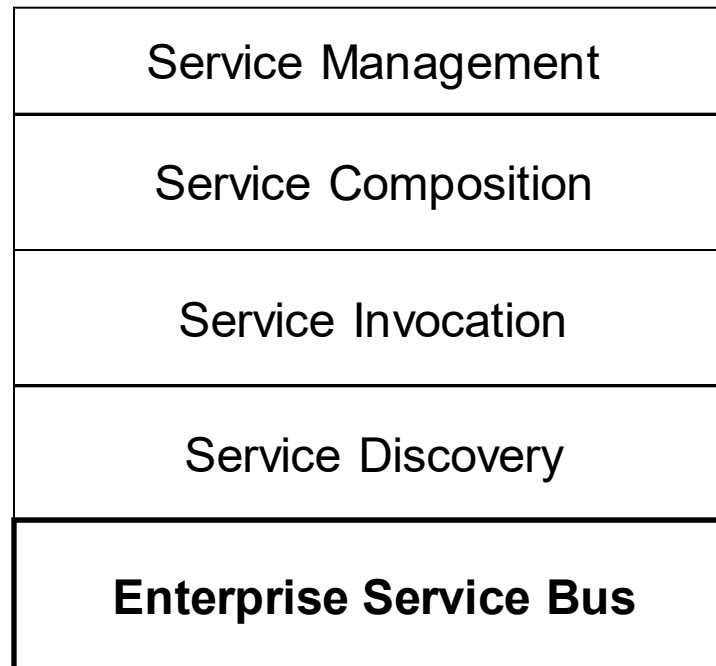 Service Management
Service Composition
Service Invocation
Service Discovery
Enterprise Service Bus